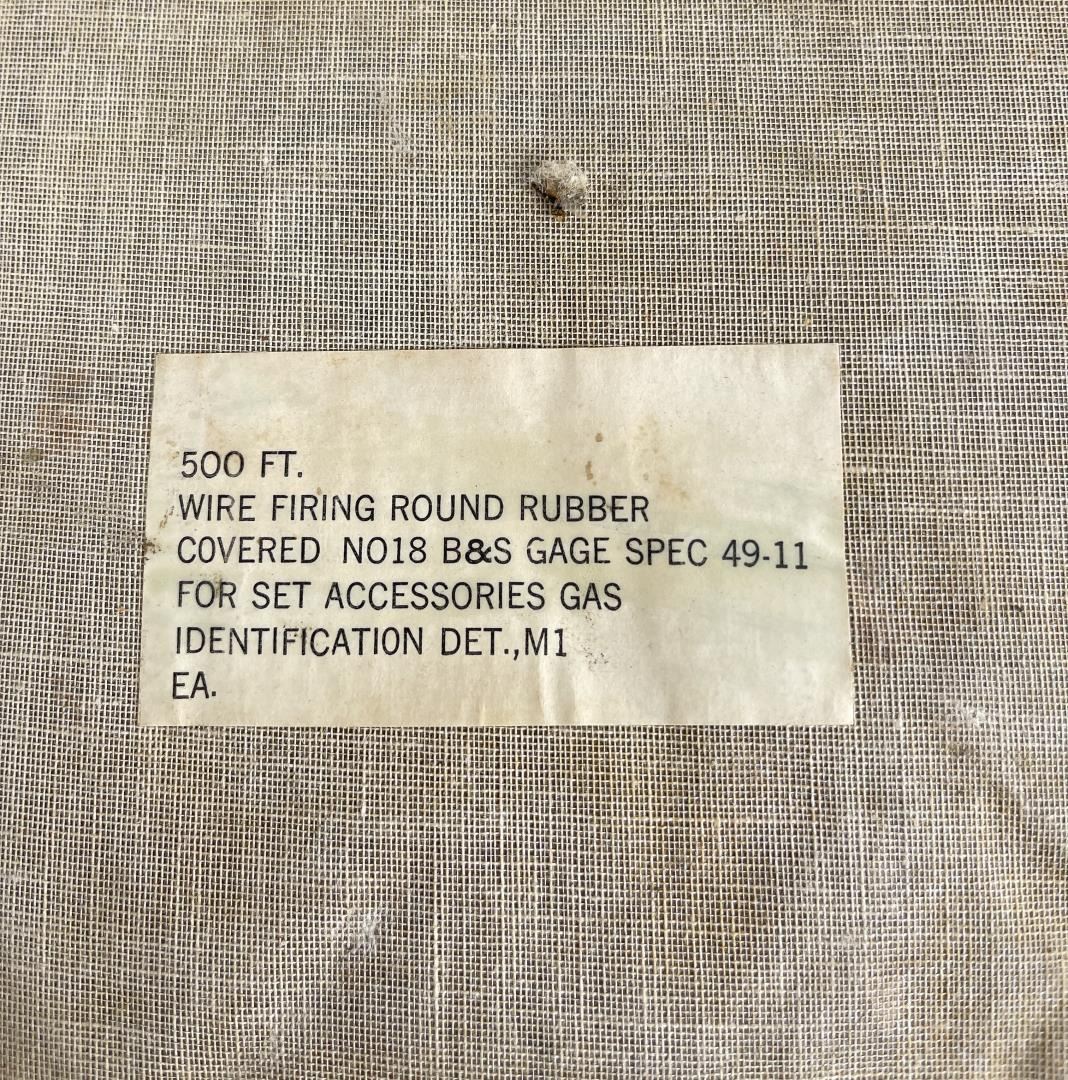 500 FT.
WIRE FIRING ROUND RUBBER
COVERED NO18 B&S GAGE SPEC 49-11
FOR SET ACCESSORIES GAS
IDENTIFICATION DET.,M1
EA.